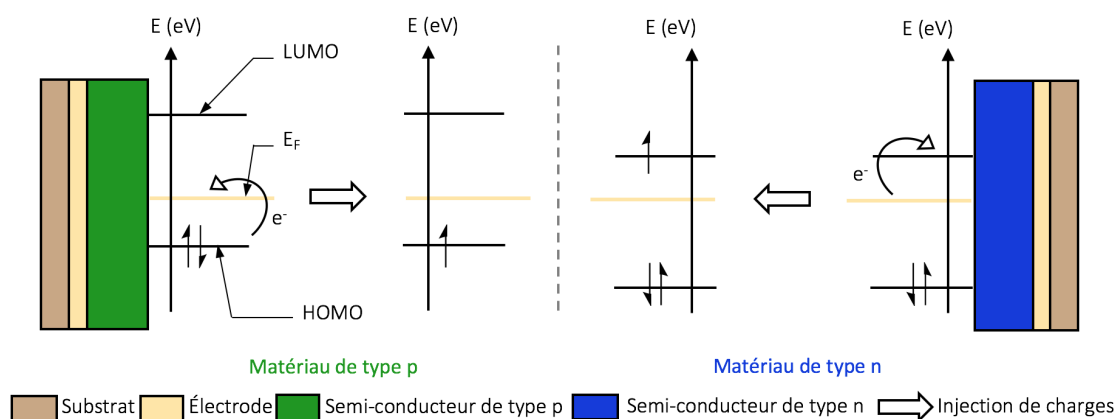 E (eV)
E (eV)
E (eV)
E (eV)
LUMO
E_F
e⁻
e⁻
HOMO
Matériau de type p
Matériau de type n
Substrat
Électrode
Semi-conducteur de type p
Semi-conducteur de type n
Injection de charges